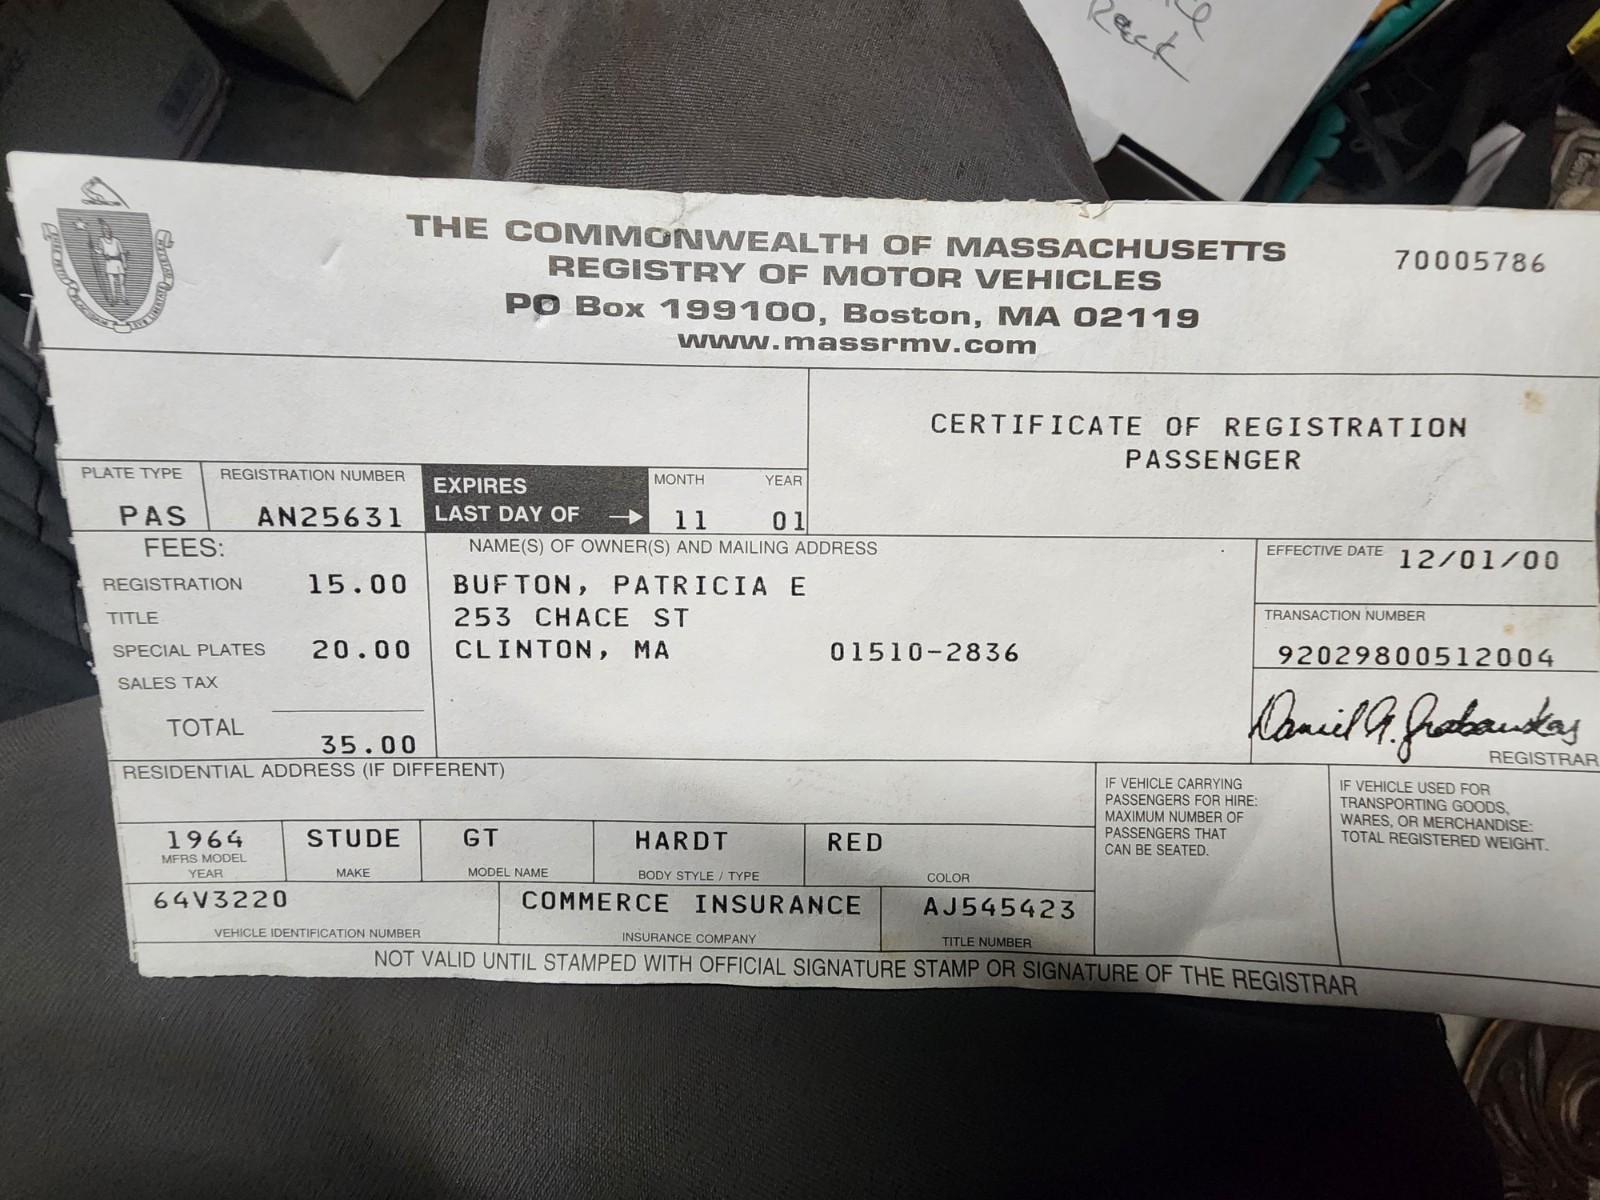 Rack
THE COMMONWEALTH OF MASSACHUSETTS
REGISTRY OF MOTOR VEHICLES
PO Box 199100, Boston, MA 02119
www.massrmv.com
70005786
CERTIFICATE OF REGISTRATION
PASSENGER
PLATE TYPE
PAS
REGISTRATION NUMBER
AN25631
EXPIRES
LAST DAY OF →
MONTH YEAR
11 01
FEES:
REGISTRATION 15.00
TITLE
SPECIAL PLATES 20.00
SALES TAX
TOTAL 35.00
NAME(S) OF OWNER(S) AND MAILING ADDRESS
BUFTON, PATRICIA E
253 CHACE ST
CLINTON, MA 01510-2836
EFFECTIVE DATE 12/01/00
TRANSACTION NUMBER
92029800512004
Daniel A. Grabauskas
REGISTRAR
RESIDENTIAL ADDRESS (IF DIFFERENT)
IF VEHICLE CARRYING
PASSENGERS FOR HIRE:
MAXIMUM NUMBER OF
PASSENGERS THAT
CAN BE SEATED.
IF VEHICLE USED FOR
TRANSPORTING GOODS,
WARES, OR MERCHANDISE:
TOTAL REGISTERED WEIGHT.
1964
MFRS MODEL
YEAR
STUDE
MAKE
GT
MODEL NAME
HARDT
BODY STYLE / TYPE
RED
COLOR
64V3220
VEHICLE IDENTIFICATION NUMBER
COMMERCE INSURANCE
INSURANCE COMPANY
AJ545423
TITLE NUMBER
NOT VALID UNTIL STAMPED WITH OFFICIAL SIGNATURE STAMP OR SIGNATURE OF THE REGISTRAR